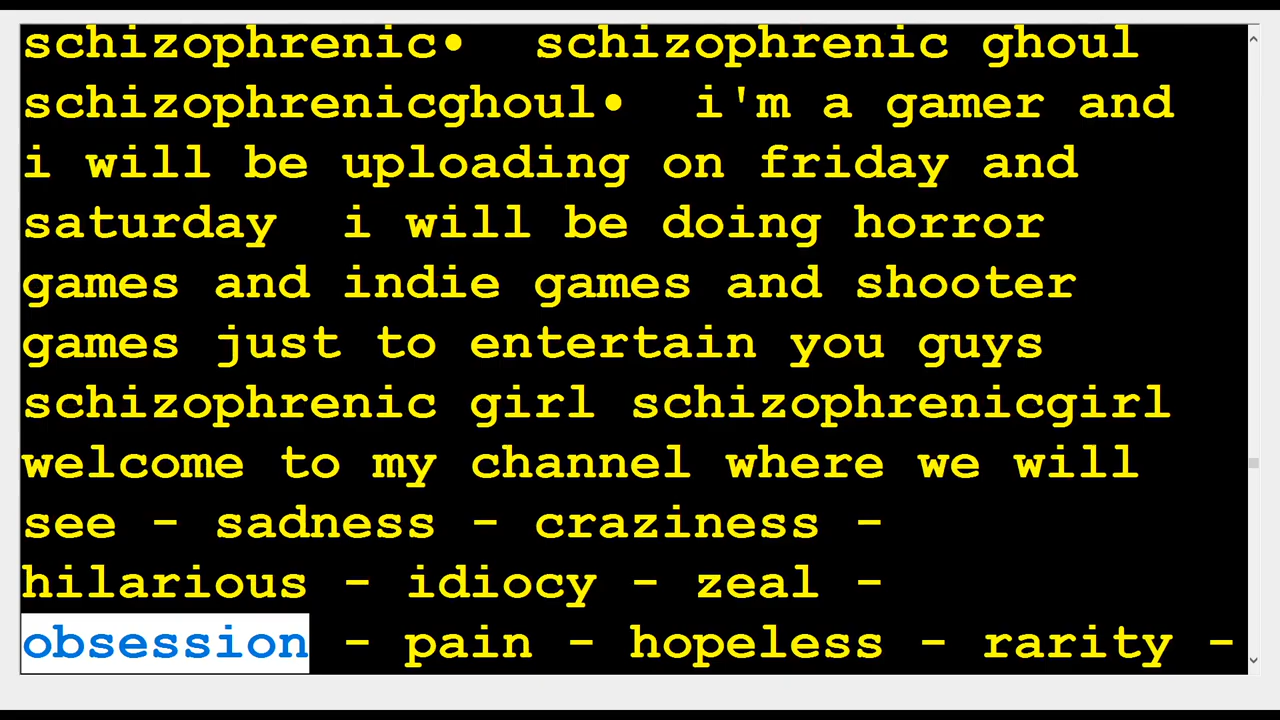 schizophrenic•  schizophrenic ghoul
schizophrenicghoul•  i'm a gamer and
i will be uploading on friday and
saturday  i will be doing horror
games and indie games and shooter
games just to entertain you guys
schizophrenic girl schizophrenicgirl
welcome to my channel where we will
see - sadness - craziness -
hilarious - idiocy - zeal -
obsession - pain - hopeless - rarity -